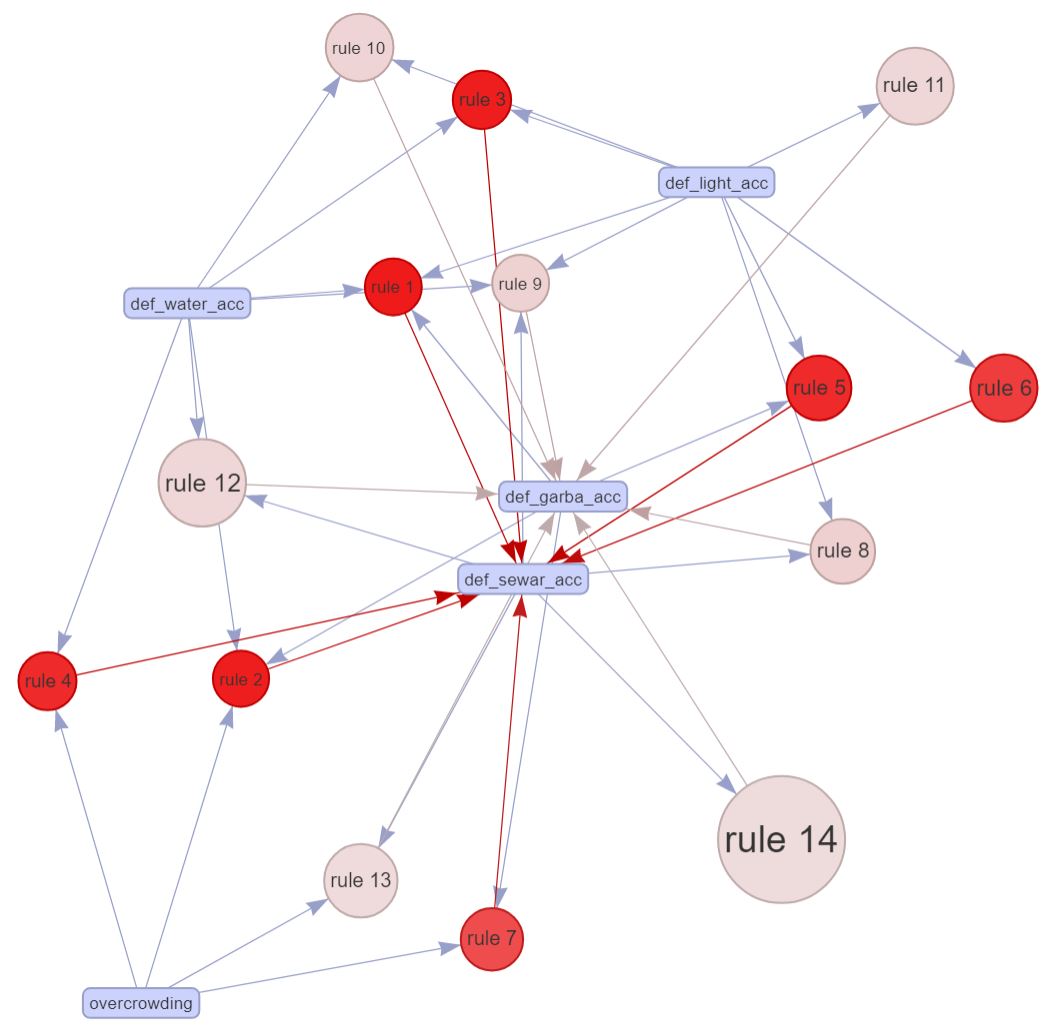 rule 10
rule 3
rule 11
def_light_acc
rule 1
rule 9
def_water_acc
rule 5
rule 6
rule 12
def_garba_acc
rule 8
def_sewar_acc
rule 4
rule 2
rule 14
rule 13
rule 7
overcrowding